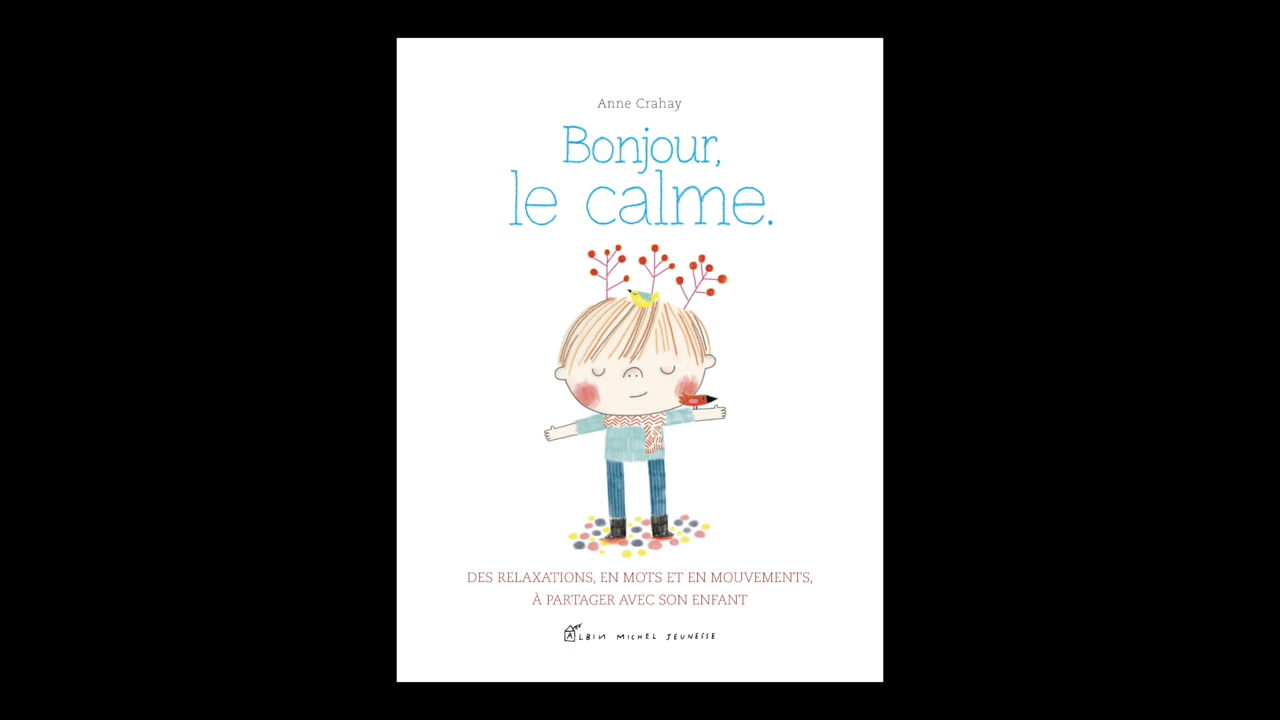 Anne Crahay
Bonjour,
le calme.
DES RELAXATIONS, EN MOTS ET EN MOUVEMENTS,
À PARTAGER AVEC SON ENFANT
ALBIN MICHEL JEUNESSE